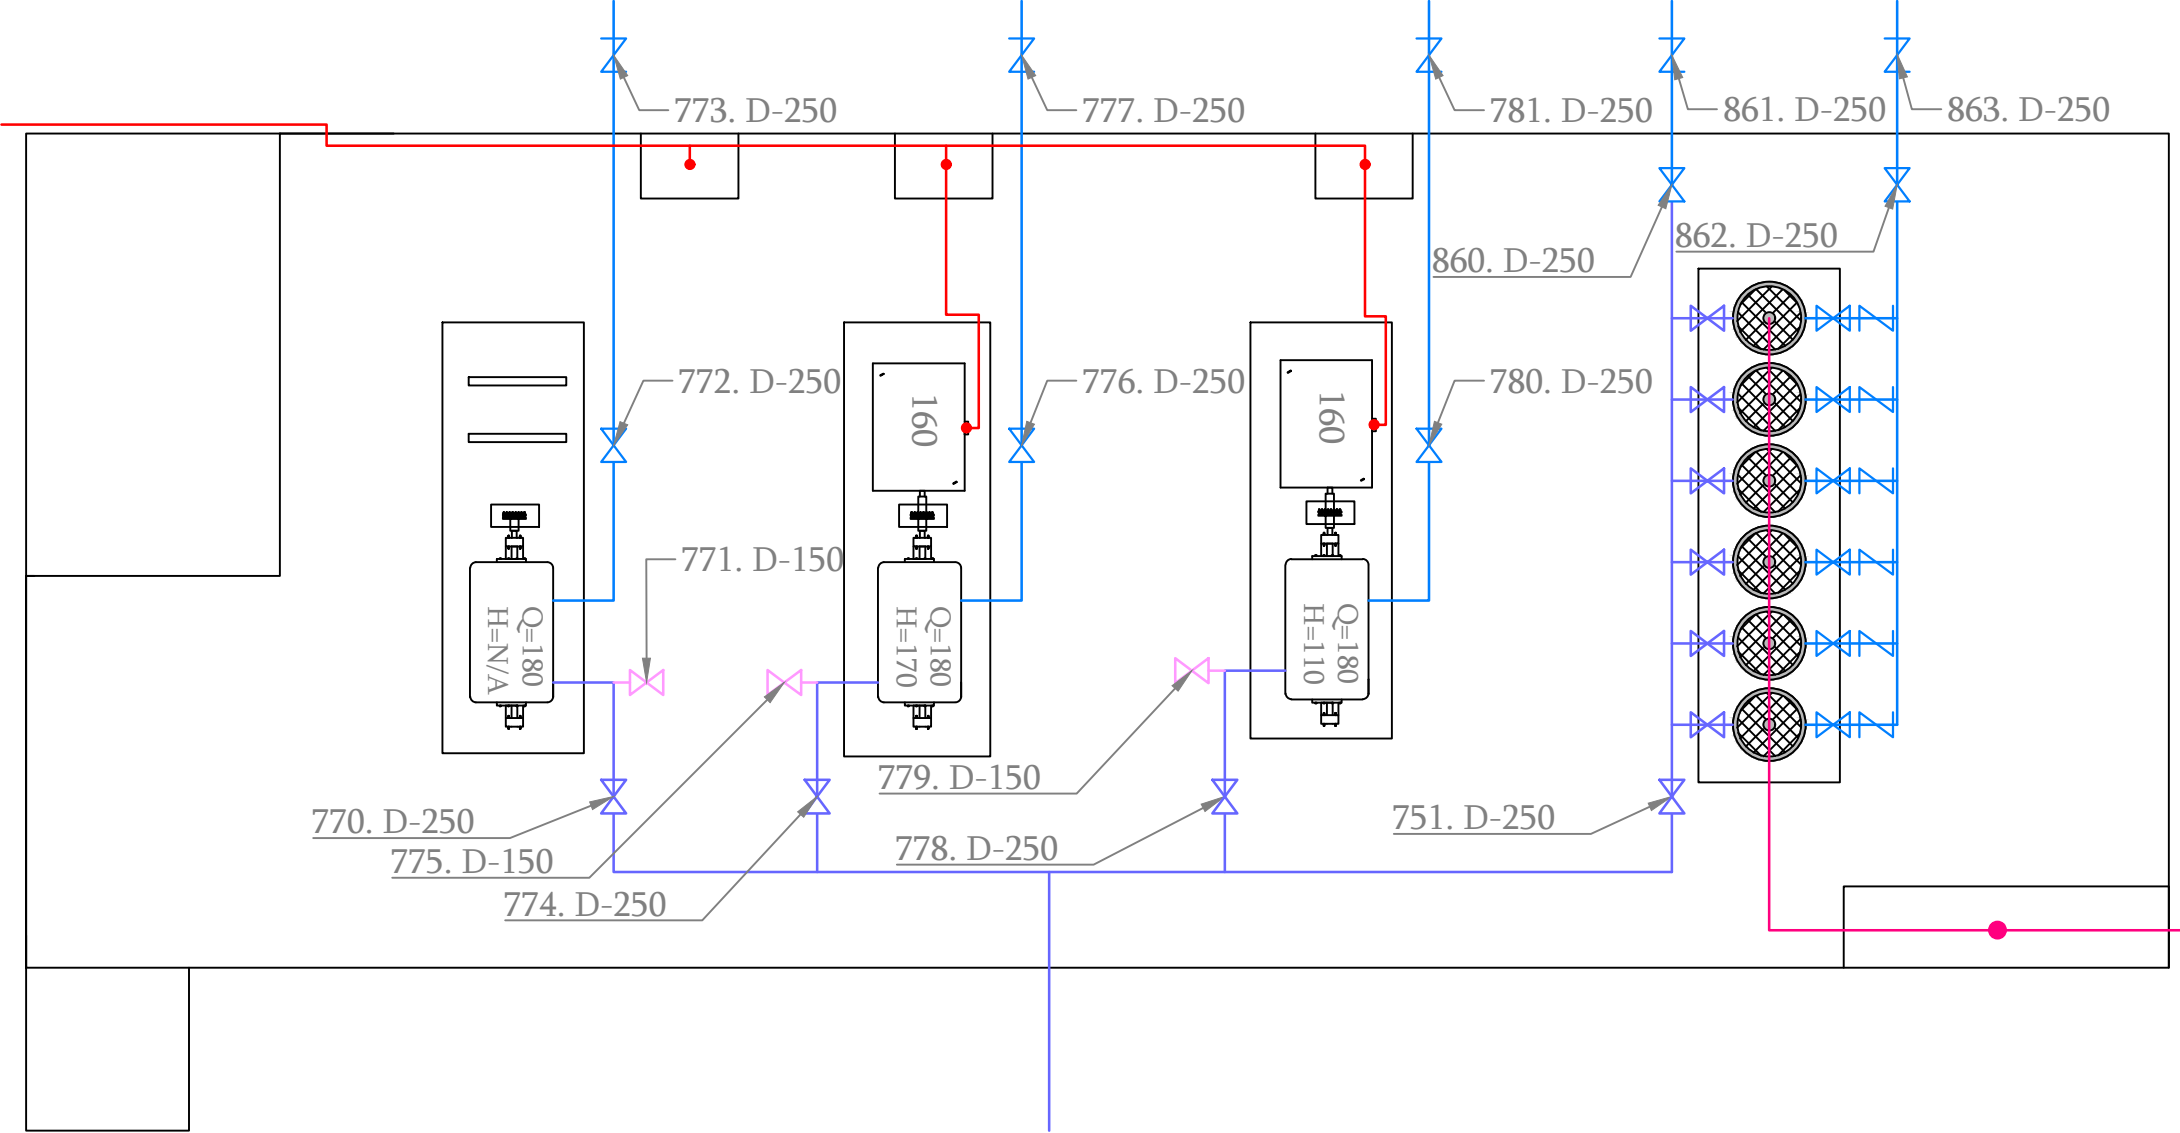 773. D-250
777. D-250
781. D-250
861. D-250
863. D-250
862. D-250
860. D-250
772. D-250
776. D-250
780. D-250
160
160
771. D-150
Q=180
H=N/A
Q=180
H=170
Q=180
H=110
779. D-150
770. D-250
751. D-250
775. D-150
778. D-250
774. D-250